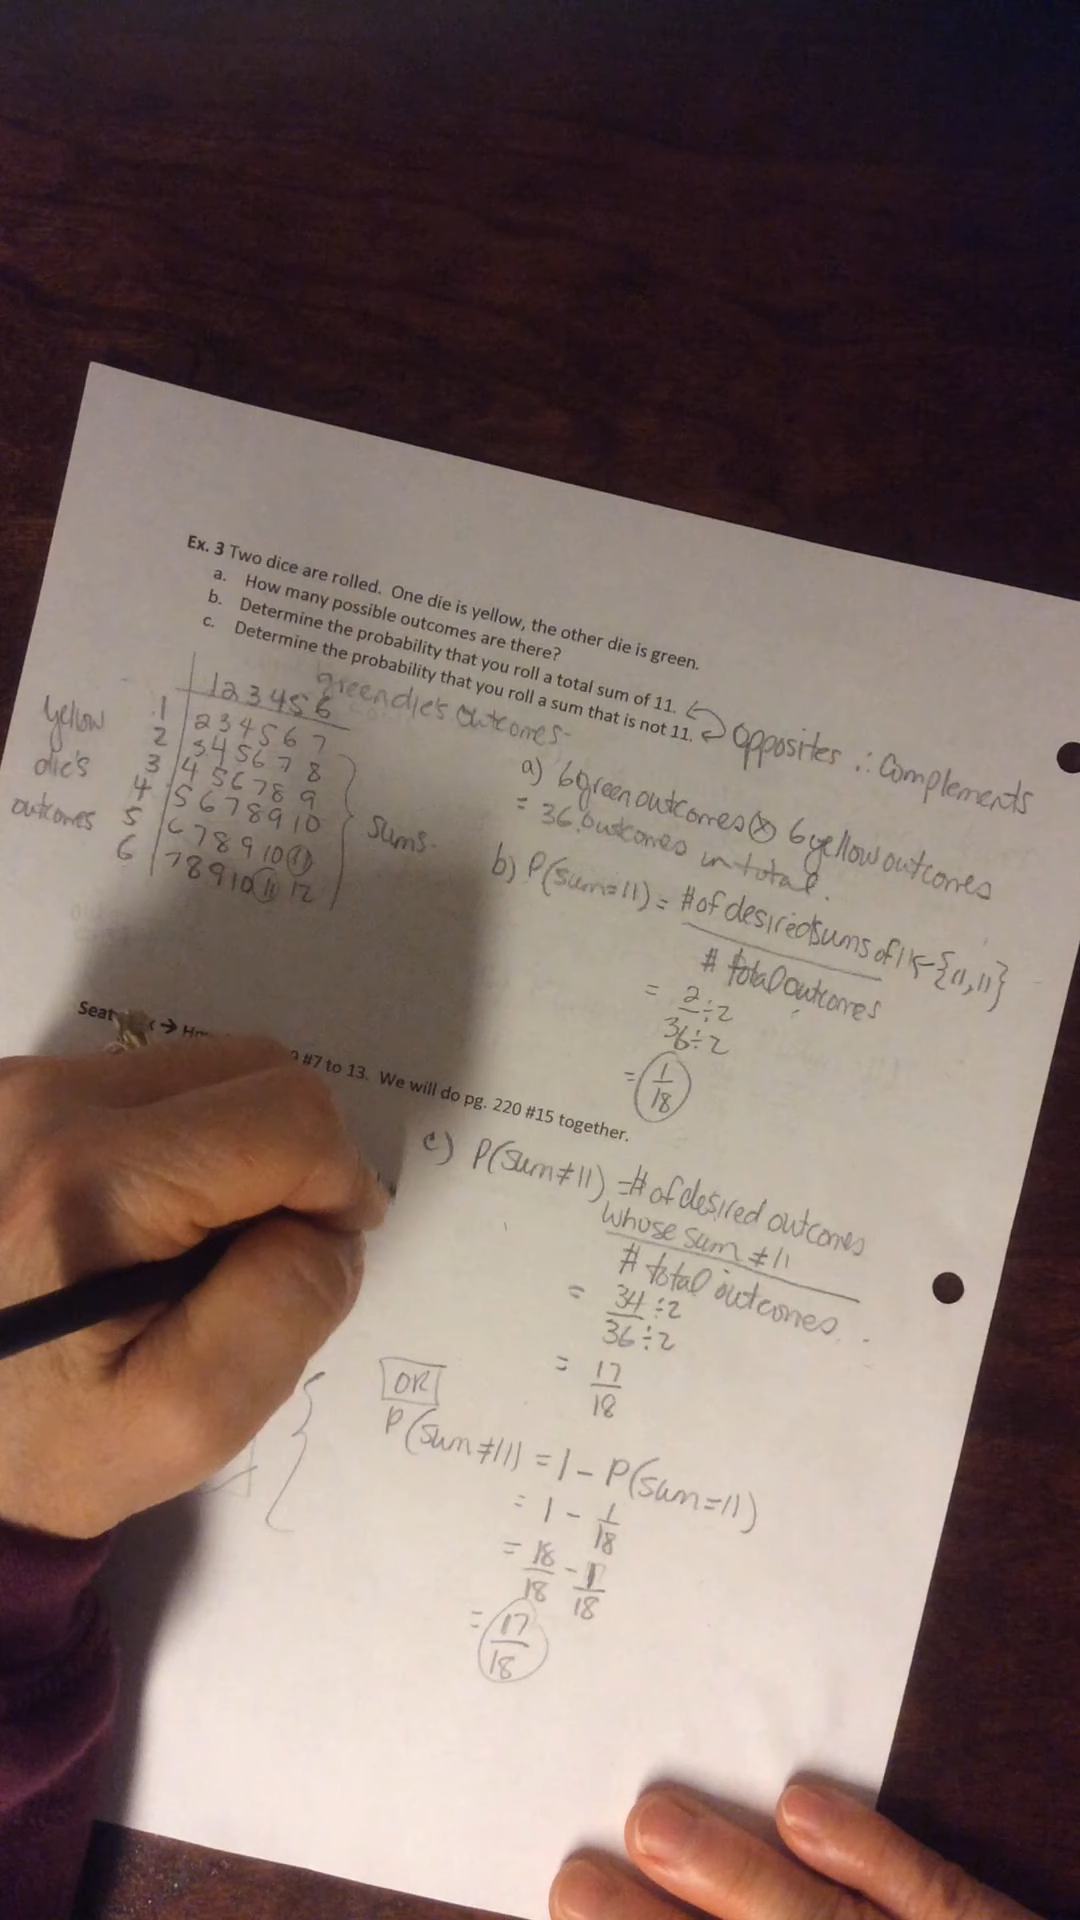 Ex. 3 Two dice are rolled. One die is yellow, the other die is green.
a. How many possible outcomes are there?
b. Determine the probability that you roll a total sum of 11.
c. Determine the probability that you roll a sum that is not 11.
Opposites ∴ Complements
green die's outcomes
1 2 3 4 5 6
yellow die's outcomes
1 2 3 4 5 6 7
2 3 4 5 6 7 8
3 4 5 6 7 8 9
4 5 6 7 8 9 10
5 6 7 8 9 10 11
6 7 8 9 10 11 12
sums.
a) 6 green outcomes ⊗ 6 yellow outcomes
= 36 outcomes in total.
b) P(sum=11) = # of desired sums of 11 ← {11,11}
# total outcomes
= 2÷2
36÷2
= 1
18
Seat
#7 to 13. We will do pg. 220 #15 together.
c) P(sum≠11) = # of desired outcomes
whose sum ≠ 11
# total outcomes
= 34 ÷2
36 ÷2
= 17
18
OR
P(sum≠11) = 1 - P(sum=11)
= 1 - 1
18
= 18 - 1
18 18
= 17
18